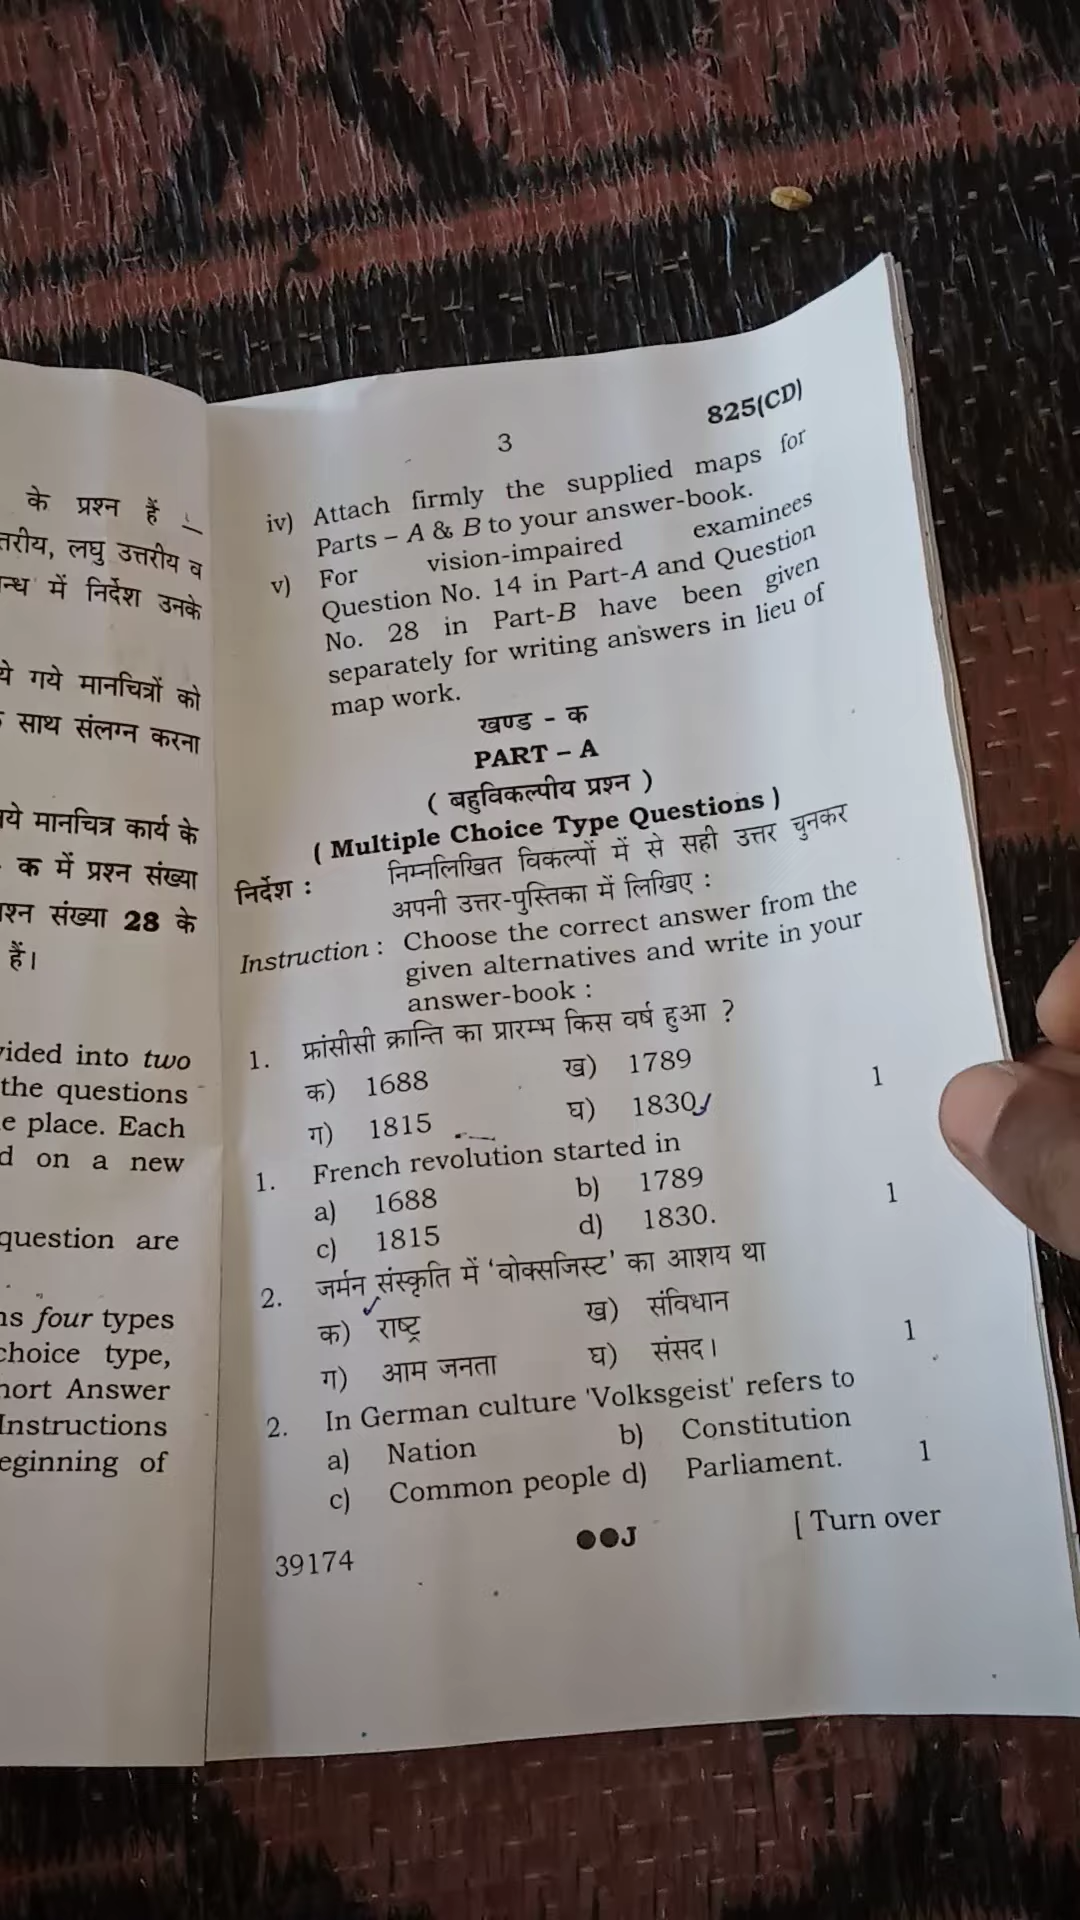 के प्रश्न हैं –
तरीय, लघु उत्तरीय व
न्ध में निर्देश उनके
ये गये मानचित्रों को
साथ संलग्न करना
नये मानचित्र कार्य के
क में प्रश्न संख्या
श्न संख्या 28 के
हैं।
vided into two
the questions
e place. Each
d on a new
question are
ns four types
choice type,
hort Answer
Instructions
eginning of
3
825(CD)
iv) Attach firmly the supplied maps for
Parts – A & B to your answer-book.
v) For vision-impaired examinees
Question No. 14 in Part-A and Question
No. 28 in Part-B have been given
separately for writing answers in lieu of
map work.
खण्ड - क
PART – A
( बहुविकल्पीय प्रश्न )
( Multiple Choice Type Questions )
निर्देश : निम्नलिखित विकल्पों में से सही उत्तर चुनकर
अपनी उत्तर-पुस्तिका में लिखिए :
Instruction : Choose the correct answer from the
given alternatives and write in your
answer-book :
1. फ्रांसीसी क्रान्ति का प्रारम्भ किस वर्ष हुआ ?
क) 1688 ख) 1789
ग) 1815 घ) 1830 1
1. French revolution started in
a) 1688 b) 1789
c) 1815 d) 1830. 1
2. जर्मन संस्कृति में 'वोक्सजिस्ट' का आशय था
क) राष्ट्र ख) संविधान
ग) आम जनता घ) संसद। 1
2. In German culture 'Volksgeist' refers to
a) Nation b) Constitution
c) Common people d) Parliament. 1
39174
●●J
[ Turn over